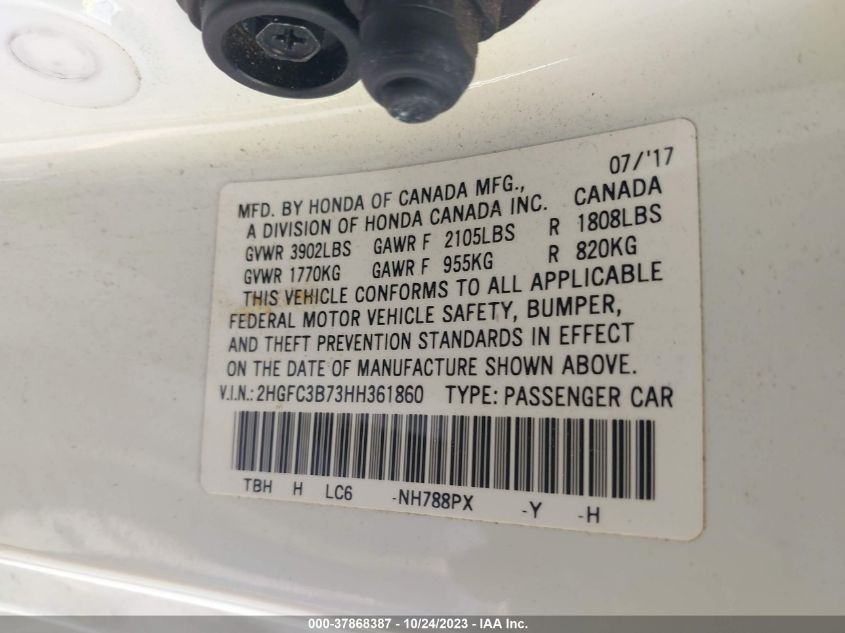 07/'17
MFD. BY HONDA OF CANADA MFG.,
A DIVISION OF HONDA CANADA INC. CANADA
GVWR 3902LBS GAWR F 2105LBS R 1808LBS
GVWR 1770KG GAWR F 955KG R 820KG
THIS VEHICLE CONFORMS TO ALL APPLICABLE
FEDERAL MOTOR VEHICLE SAFETY, BUMPER,
AND THEFT PREVENTION STANDARDS IN EFFECT
ON THE DATE OF MANUFACTURE SHOWN ABOVE.
V.I.N.: 2HGFC3B73HH361860 TYPE: PASSENGER CAR
TBH H LC6 -NH788PX -Y -H
000-37868387 - 10/24/2023 - IAA Inc.